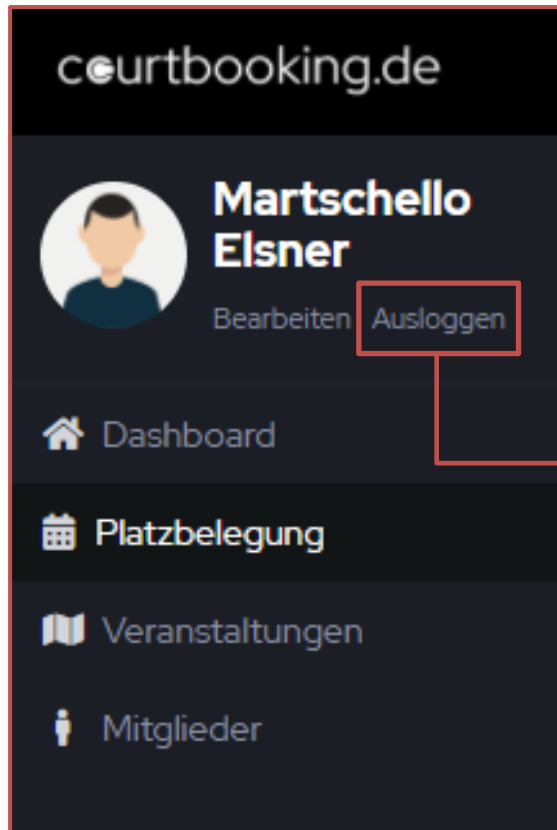 courtbooking.de
Martschello
Elsner
Bearbeiten Ausloggen
Dashboard
Platzbelegung
Veranstaltungen
Mitglieder